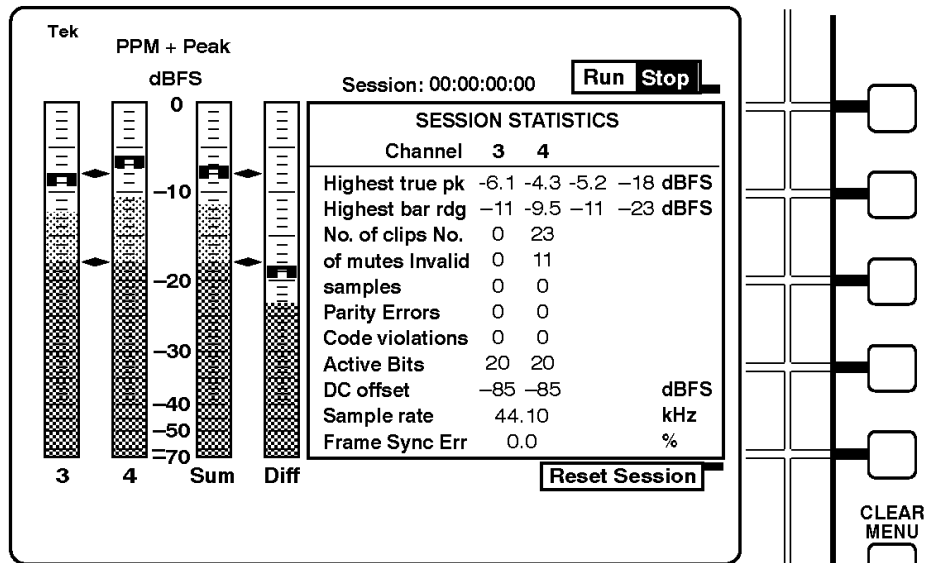 Tek
PPM + Peak
dBFS
Session: 00:00:00:00
Run Stop
0
–10
–20
–30
–40
–50
–70
3 4 Sum Diff
SESSION STATISTICS
Channel 3 4
Highest true pk -6.1 -4.3 -5.2 –18 dBFS
Highest bar rdg –11 -9.5 –11 –23 dBFS
No. of clips No. 0 23
of mutes Invalid 0 11
samples 0 0
Parity Errors 0 0
Code violations 0 0
Active Bits 20 20
DC offset –85 –85 dBFS
Sample rate 44.10 kHz
Frame Sync Err 0.0 %
Reset Session
CLEAR
MENU